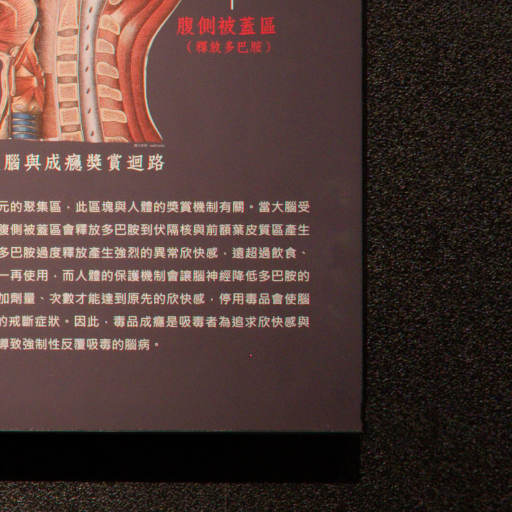 腹側被蓋區
（釋放多巴胺）
腦與成癮獎賞迴路
元的聚集區，此區塊與人體的獎賞機制有關。當大腦受
腹側被蓋區會釋放多巴胺到伏隔核與前額葉皮質區產生
多巴胺過度釋放產生強烈的異常欣快感，遠超過飲食、
一再使用，而人體的保護機制會讓腦神經降低多巴胺的
加劑量、次數才能達到原先的欣快感，停用毒品會使腦
的戒斷症狀。因此，毒品成癮是吸毒者為追求欣快感與
導致強制性反覆吸毒的腦病。